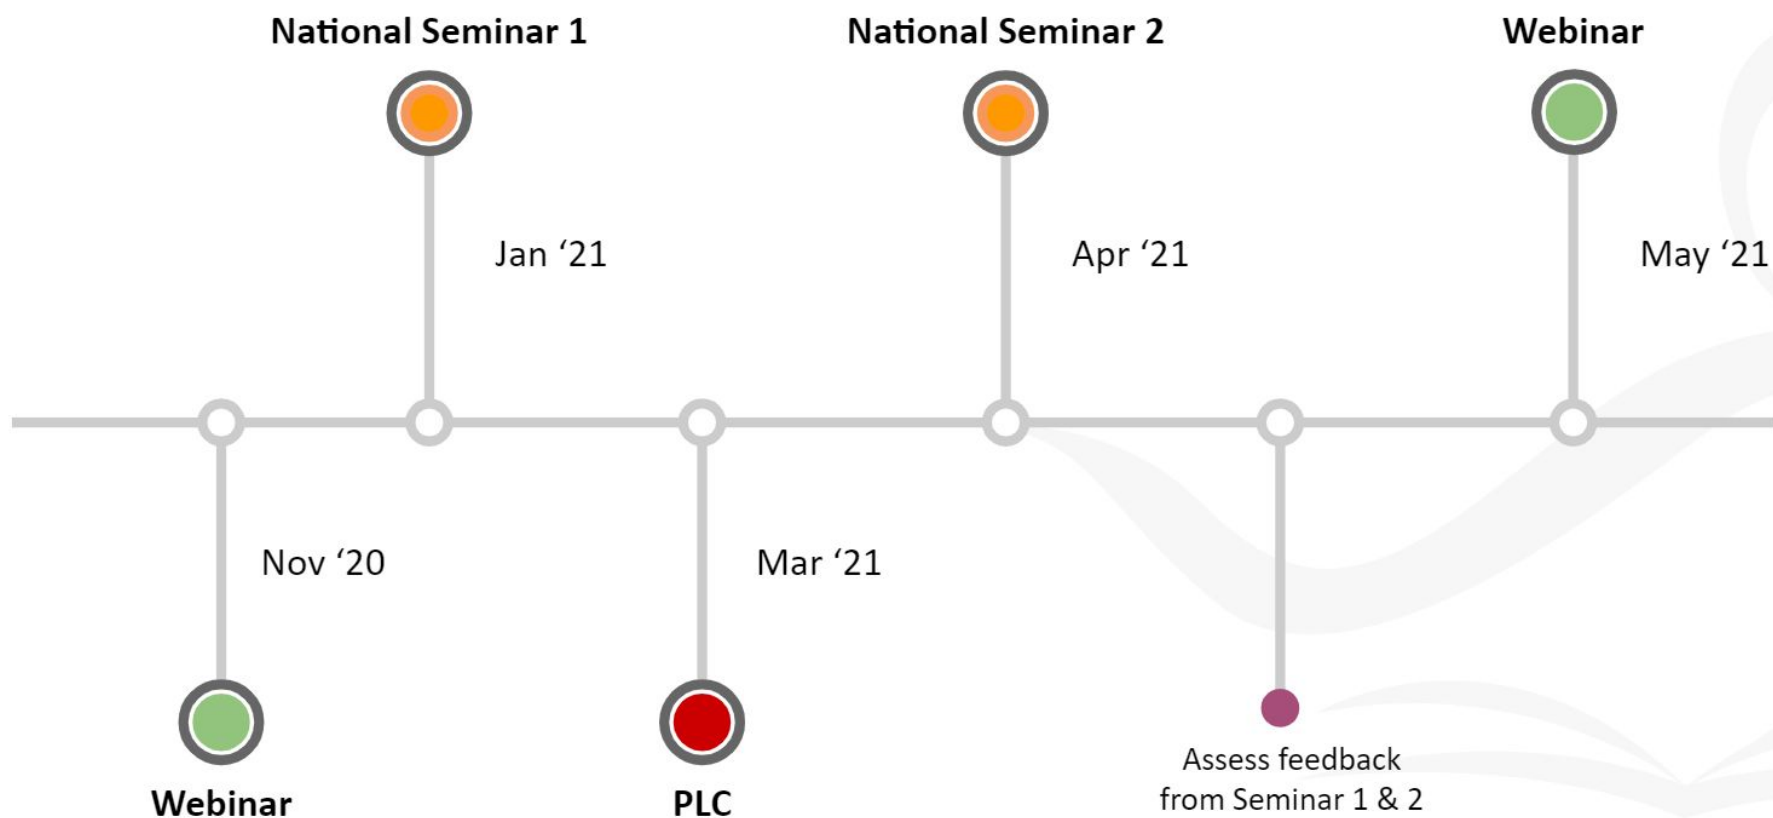 National Seminar 1
National Seminar 2
Webinar
Jan ‘21
Apr ‘21
May ‘21
Nov ‘20
Mar ‘21
Assess feedback
from Seminar 1 & 2
Webinar
PLC